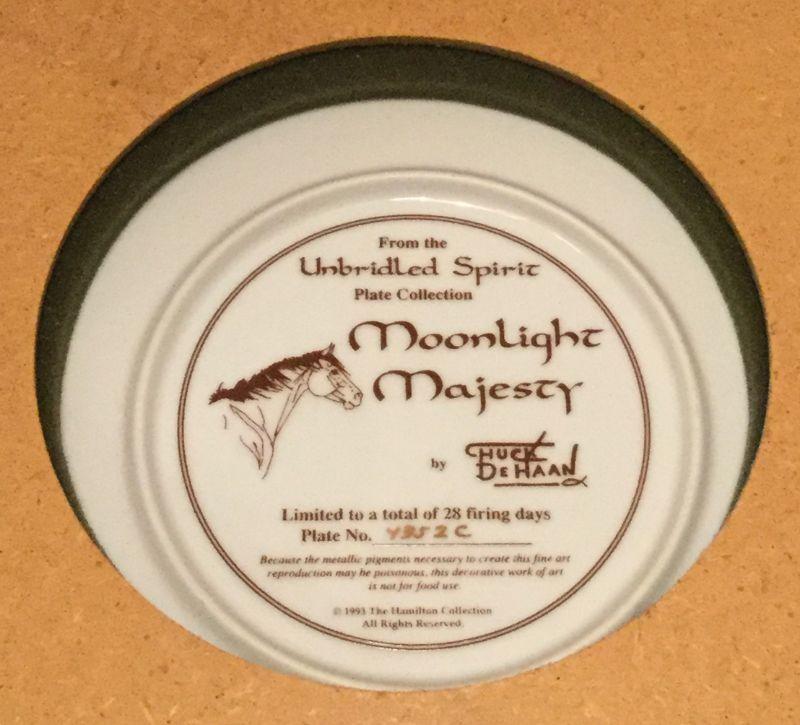 From the
Unbridled Spirit
Plate Collection
Moonlight
Majesty
by CHUCK
DEHAAN
Limited to a total of 28 firing days
Plate No. 4352 C
Because the metallic pigments necessary to create this fine art
reproduction may be poisonous, this decorative work of art
is not for food use.
© 1993 The Hamilton Collection
All Rights Reserved.